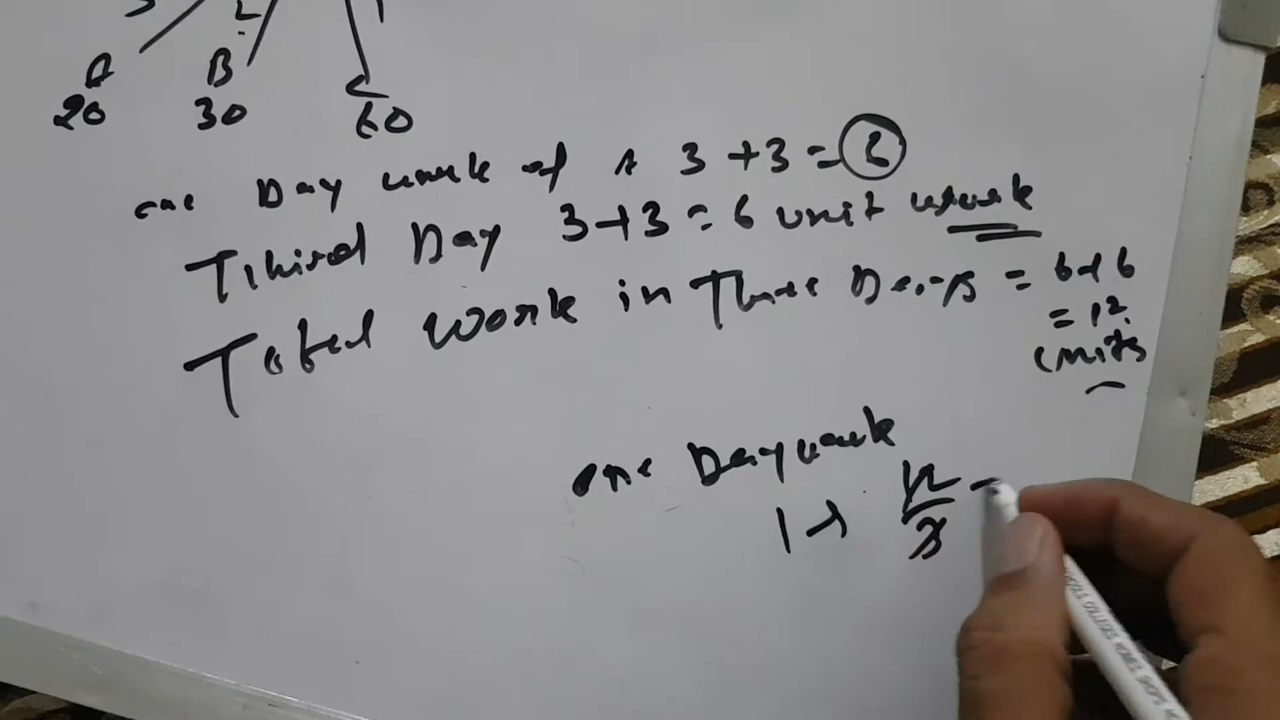 A B
20 30 60
one Day work of A 3+3=6
Third Day 3+3=6 unit work
Total work in Three Days = 6+6
= 12
units
one Day work
1→ 12/3 =